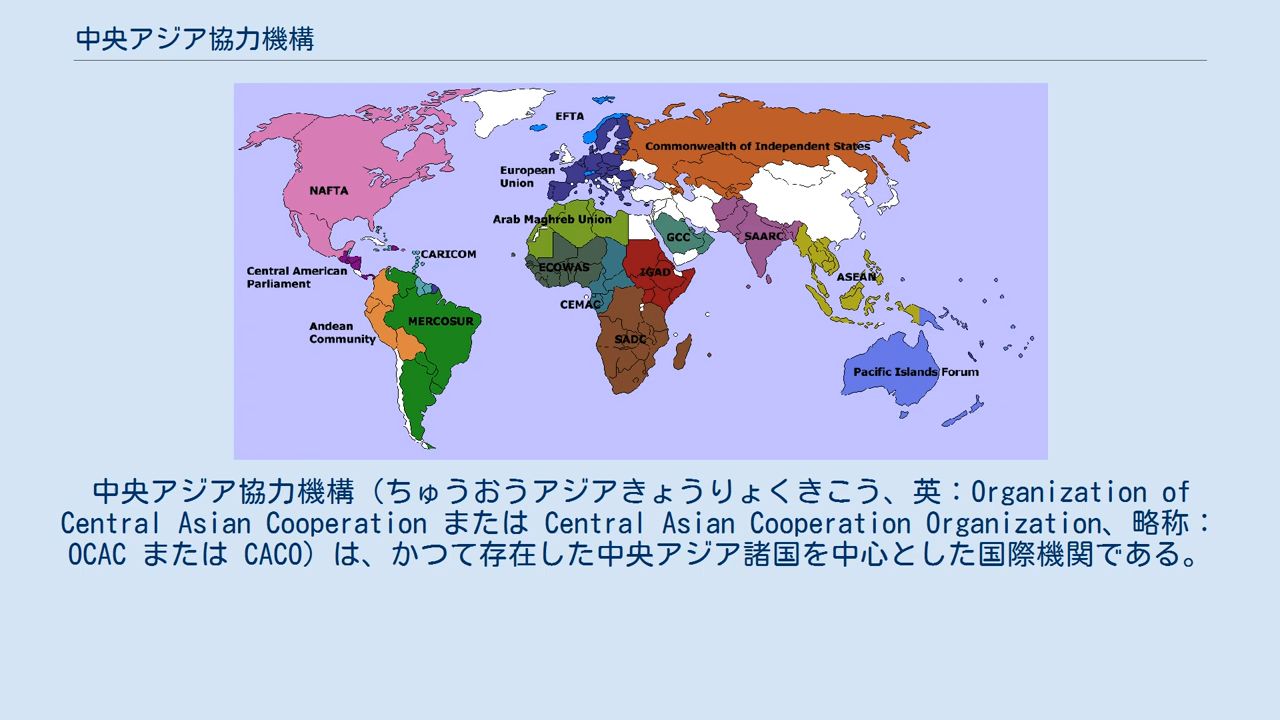 中央アジア協力機構
EFTA
Commonwealth of Independent States
European
Union
NAFTA
Arab Maghreb Union
GCC
SAARC
CARICOM
ECOWAS
IGAD
Central American
Parliament
ASEAN
CEMAC
MERCOSUR
Andean
Community
SADC
Pacific Islands Forum
中央アジア協力機構（ちゅうおうアジアきょうりょくきこう、英：Organization of
Central Asian Cooperation または Central Asian Cooperation Organization、略称：
OCAC または CACO）は、かつて存在した中央アジア諸国を中心とした国際機関である。